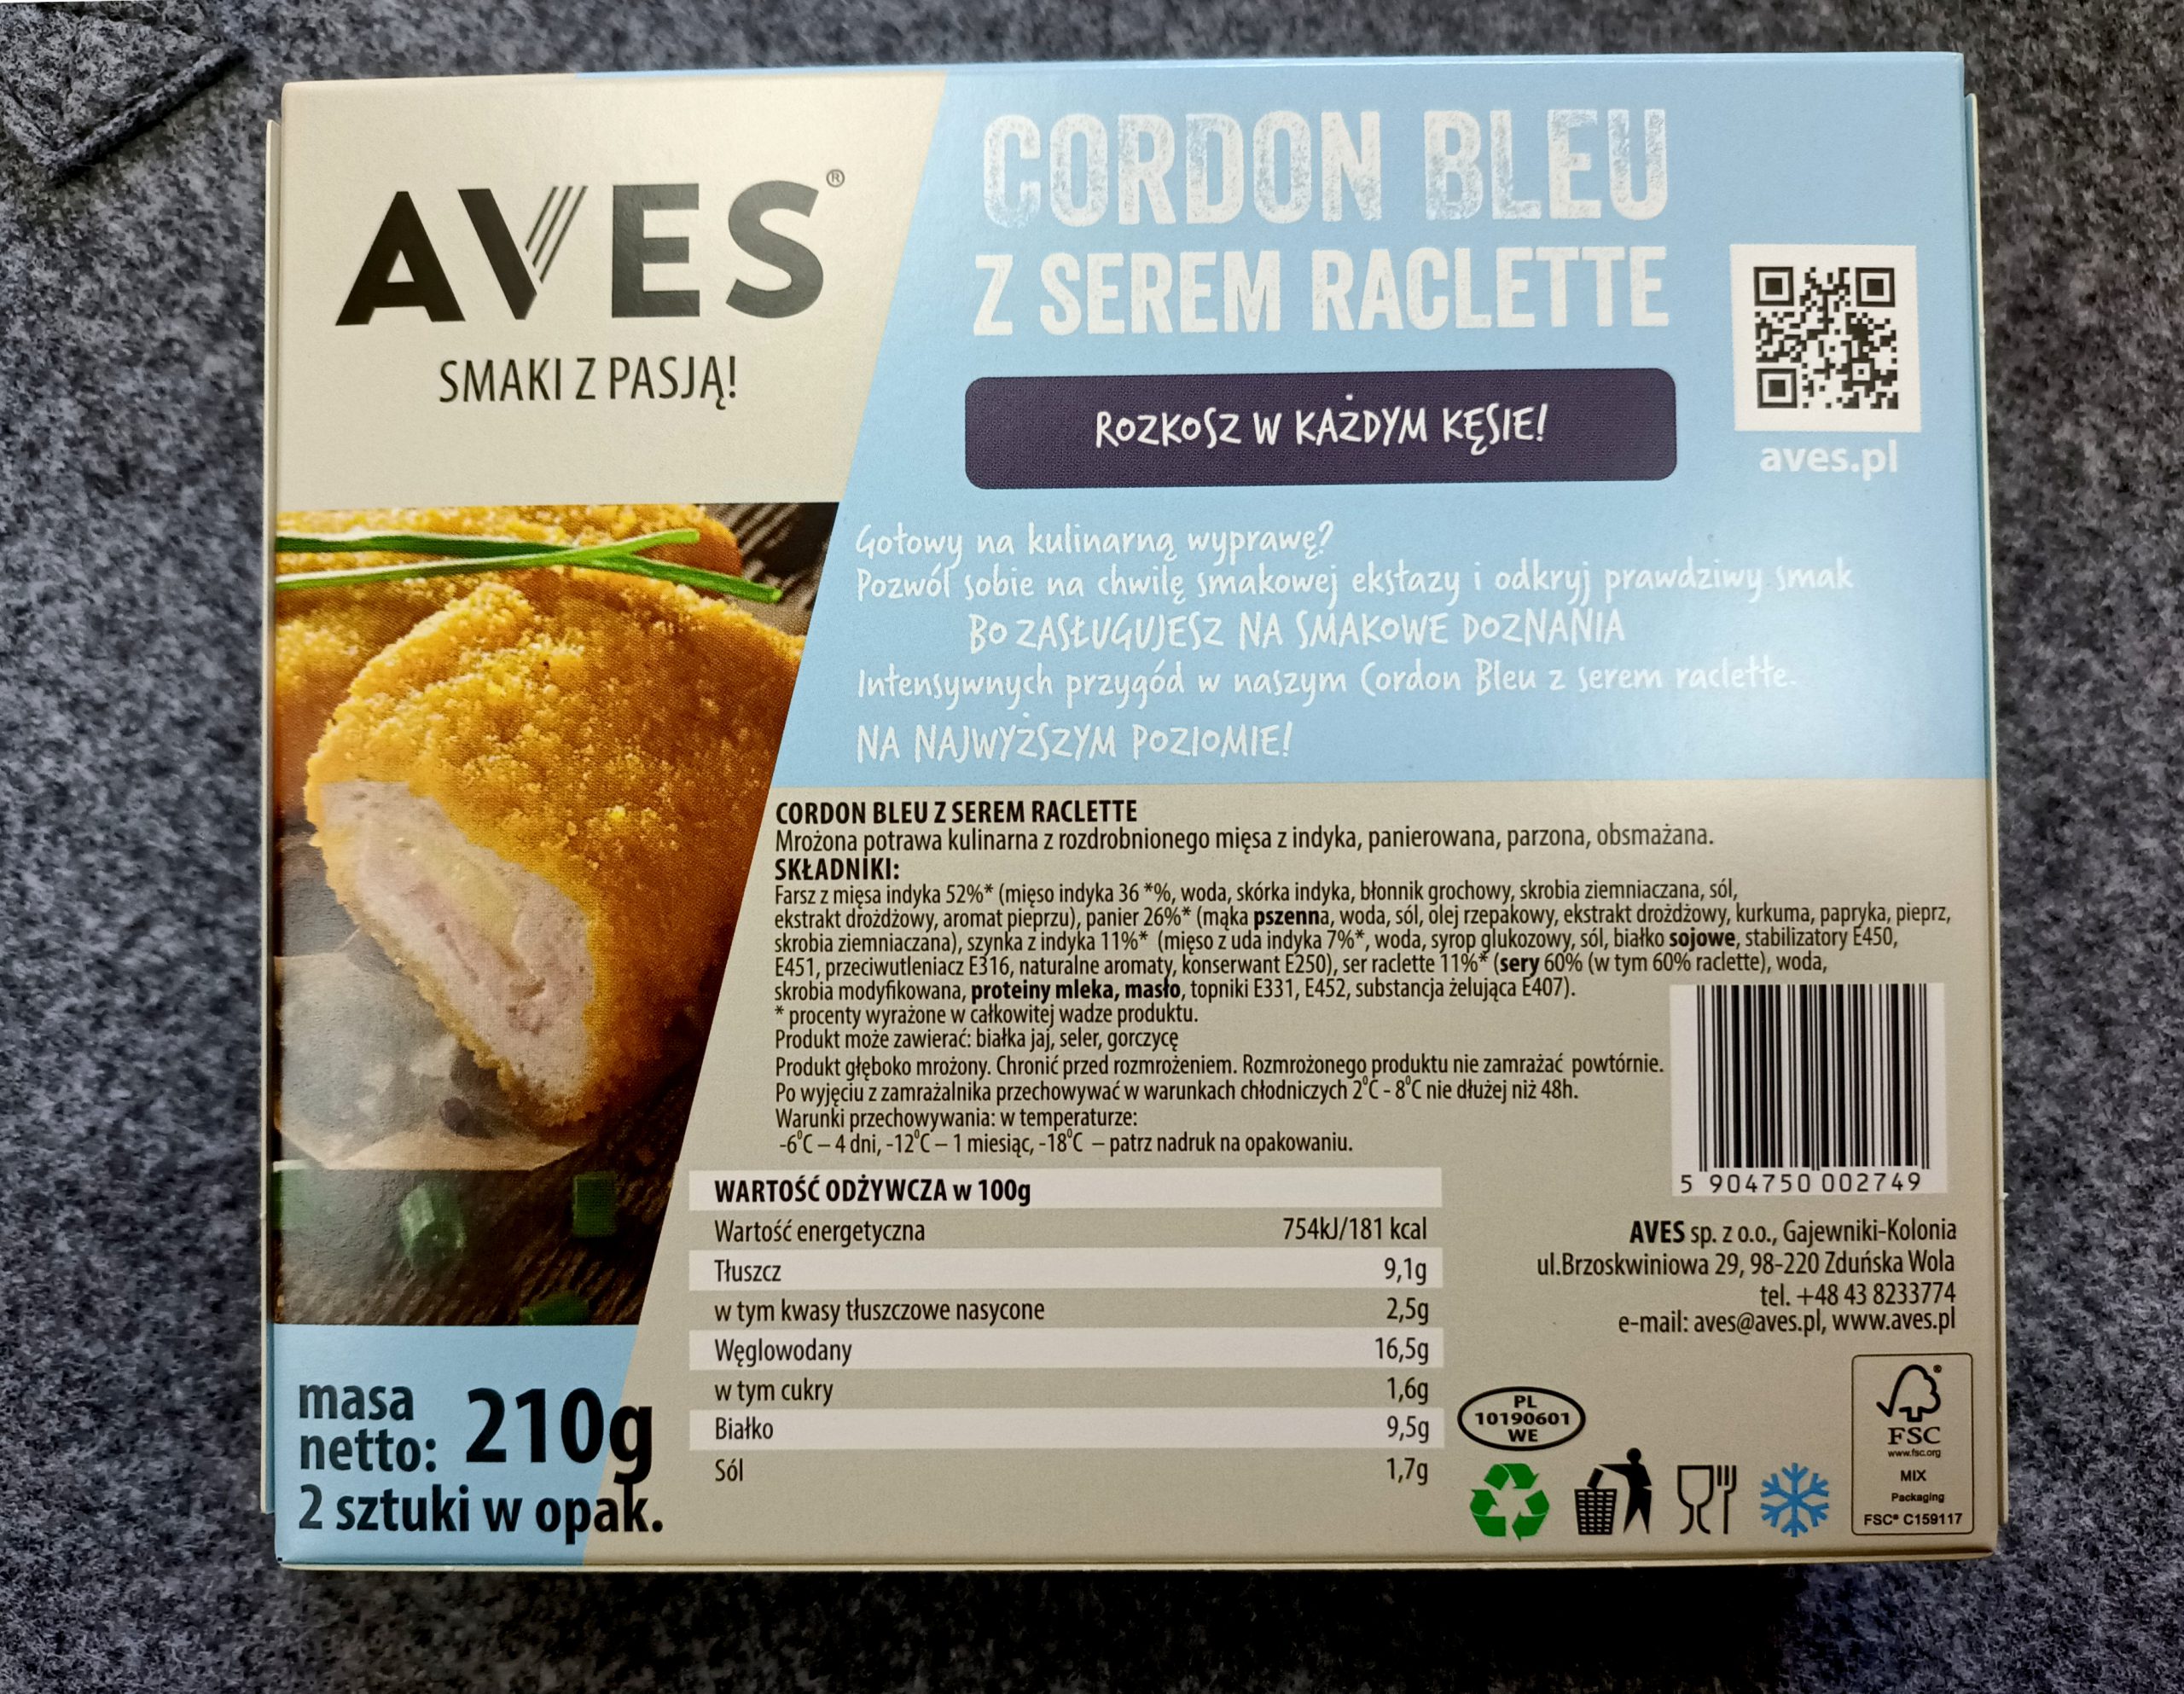 AVES®
SMAKI Z PASJĄ!
CORDON BLEU
Z SEREM RACLETTE
ROZKOSZ W KAŻDYM KĘSIE!
aves.pl
Gotowy na kulinarną wyprawę?
Pozwól sobie na chwilę smakowej ekstazy i odkryj prawdziwy smak
BO ZASŁUGUJESZ NA SMAKOWE DOZNANIA
Intensywnych przygód w naszym Cordon Bleu z serem raclette.
NA NAJWYŻSZYM POZIOMIE!
CORDON BLEU Z SEREM RACLETTE
Mrożona potrawa kulinarna z rozdrobnionego mięsa z indyka, panierowana, parzona, obsmażana.
SKŁADNIKI:
Farsz z mięsa indyka 52%* (mięso indyka 36 *%, woda, skórka indyka, błonnik grochowy, skrobia ziemniaczana, sól,
ekstrakt drożdżowy, aromat pieprzu), panier 26%* (mąka pszenna, woda, sól, olej rzepakowy, ekstrakt drożdżowy, kurkuma, papryka, pieprz,
skrobia ziemniaczana), szynka z indyka 11%* (mięso z uda indyka 7%*, woda, syrop glukozowy, sól, białko sojowe, stabilizatory E450,
E451, przeciwutleniacz E316, naturalne aromaty, konserwant E250), ser raclette 11%* (sery 60% (w tym 60% raclette), woda,
skrobia modyfikowana, proteiny mleka, masło, topniki E331, E452, substancja żelująca E407).
* procenty wyrażone w całkowitej wadze produktu.
Produkt może zawierać: białka jaj, seler, gorczycę
Produkt głęboko mrożony. Chronić przed rozmrożeniem. Rozmrożonego produktu nie zamrażać powtórnie.
Po wyjęciu z zamrażalnika przechowywać w warunkach chłodniczych 2°C - 8°C nie dłużej niż 48h.
Warunki przechowywania: w temperaturze:
-6°C – 4 dni, -12°C – 1 miesiąc, -18°C – patrz nadruk na opakowaniu.
5 904750 002749
WARTOŚĆ ODŻYWCZA w 100g
Wartość energetyczna 754kJ/181 kcal
Tłuszcz 9,1g
w tym kwasy tłuszczowe nasycone 2,5g
Węglowodany 16,5g
w tym cukry 1,6g
Białko 9,5g
Sól 1,7g
AVES sp. z o.o., Gajewniki-Kolonia
ul.Brzoskwiniowa 29, 98-220 Zduńska Wola
tel. +48 43 8233774
e-mail: aves@aves.pl, www.aves.pl
masa
netto: 210g
2 sztuki w opak.
PL
10190601
WE
FSC®
www.fsc.org
MIX
Packaging
FSC® C159117